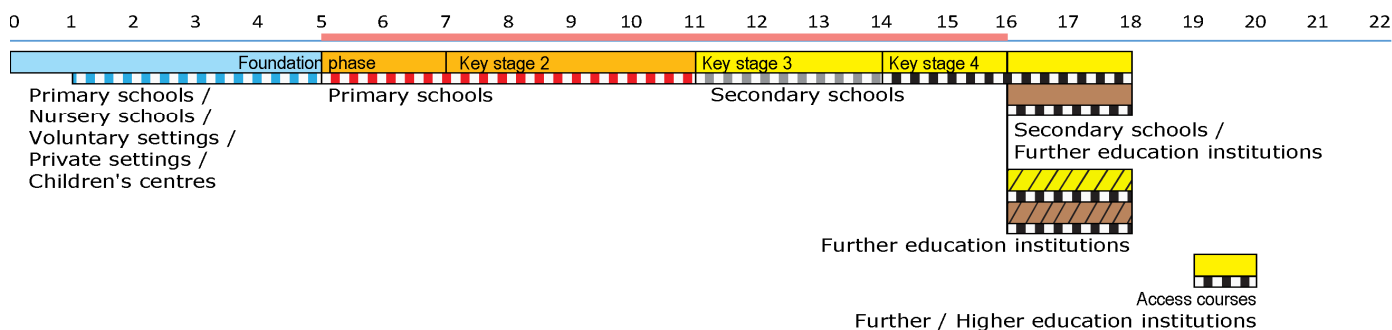 0 1 2 3 4 5 6 7 8 9 10 11 12 13 14 15 16 17 18 19 20 21 22
Foundation phase Key stage 2 Key stage 3 Key stage 4
Primary schools /
Nursery schools /
Voluntary settings /
Private settings /
Children's centres
Primary schools
Secondary schools
Secondary schools /
Further education institutions
Further education institutions
Access courses
Further / Higher education institutions